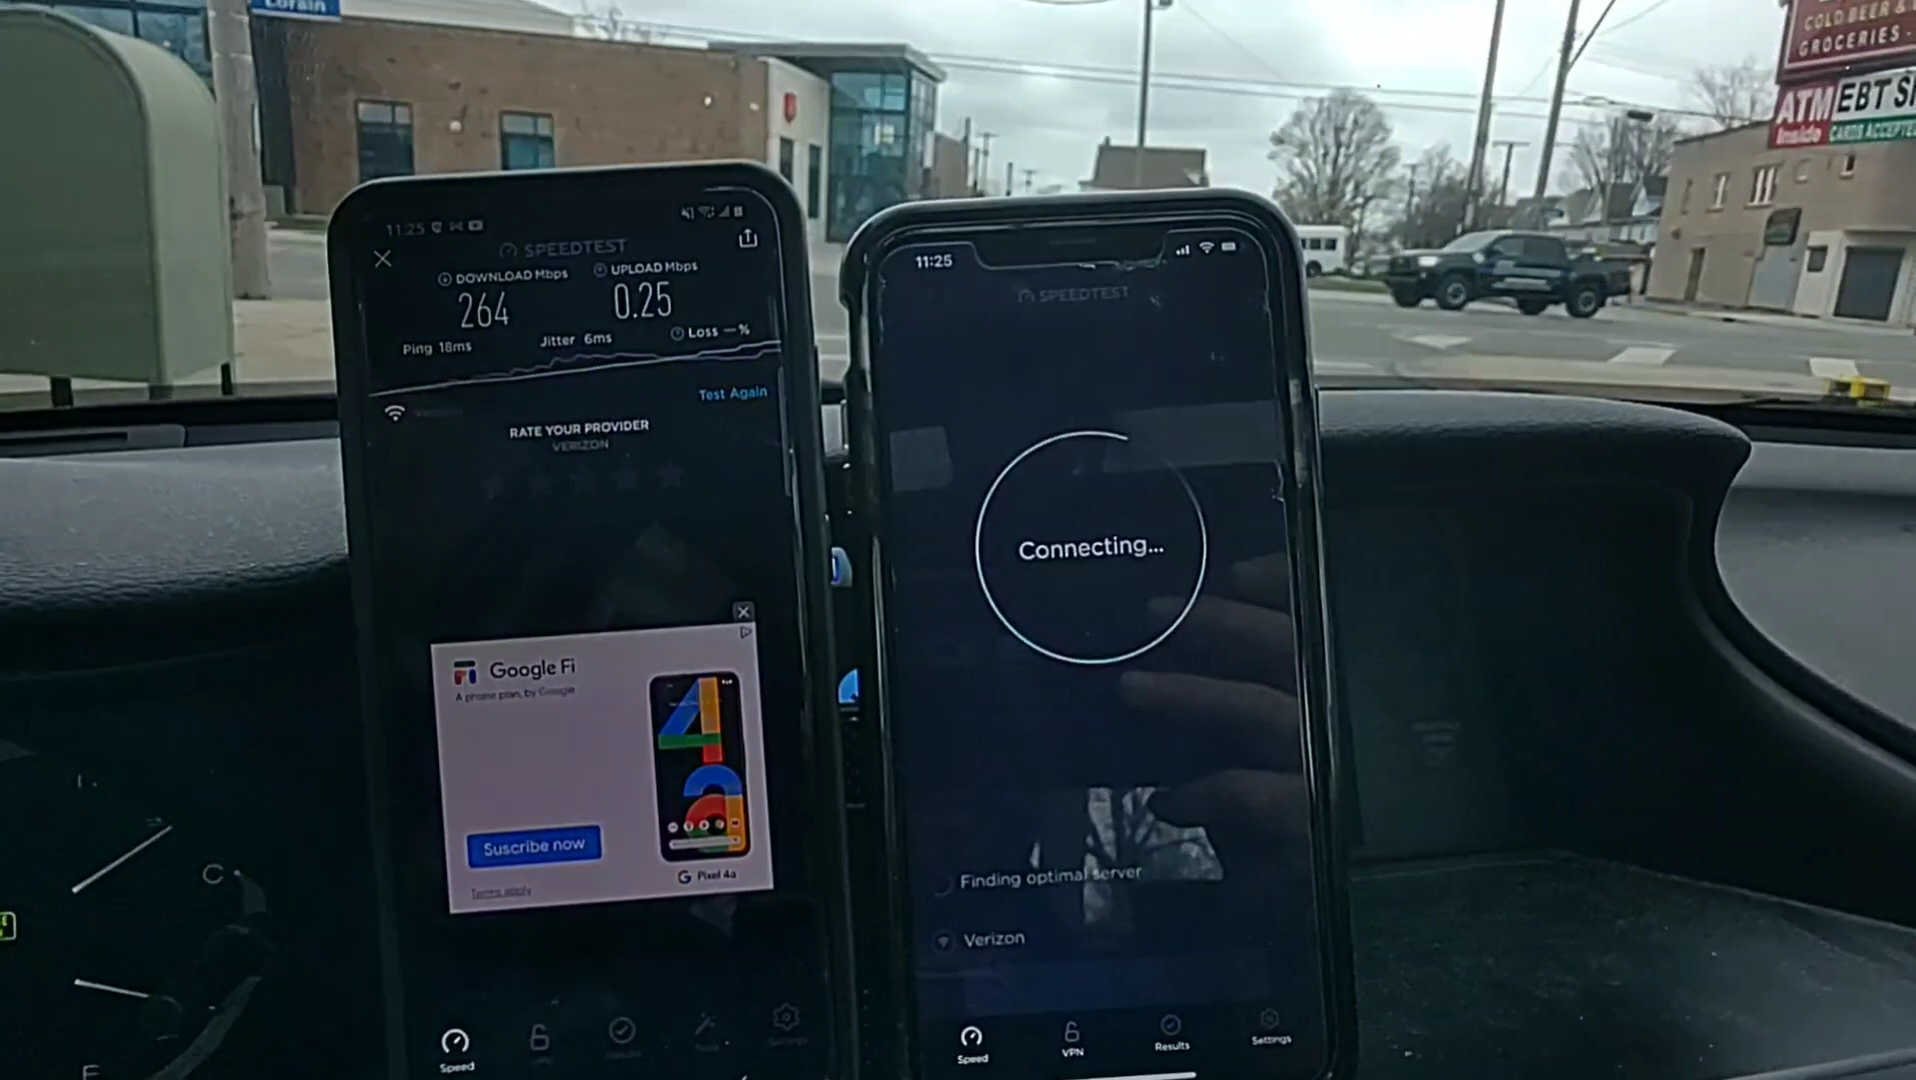 Lorain
COLD BEER &
GROCERIES
ATM
Inside
EBT
CARDS ACCEPTED
11:25
SPEEDTEST
DOWNLOAD Mbps
UPLOAD Mbps
264
0.25
Ping 18ms
Jitter 6ms
Loss — %
Test Again
RATE YOUR PROVIDER
VERIZON
Google Fi
A phone plan, by Google
4a
Suscribe now
G Pixel 4a
Terms apply
Speed
11:25
SPEEDTEST
Connecting...
Finding optimal server
Verizon
Speed
VPN
Results
Settings
C
E